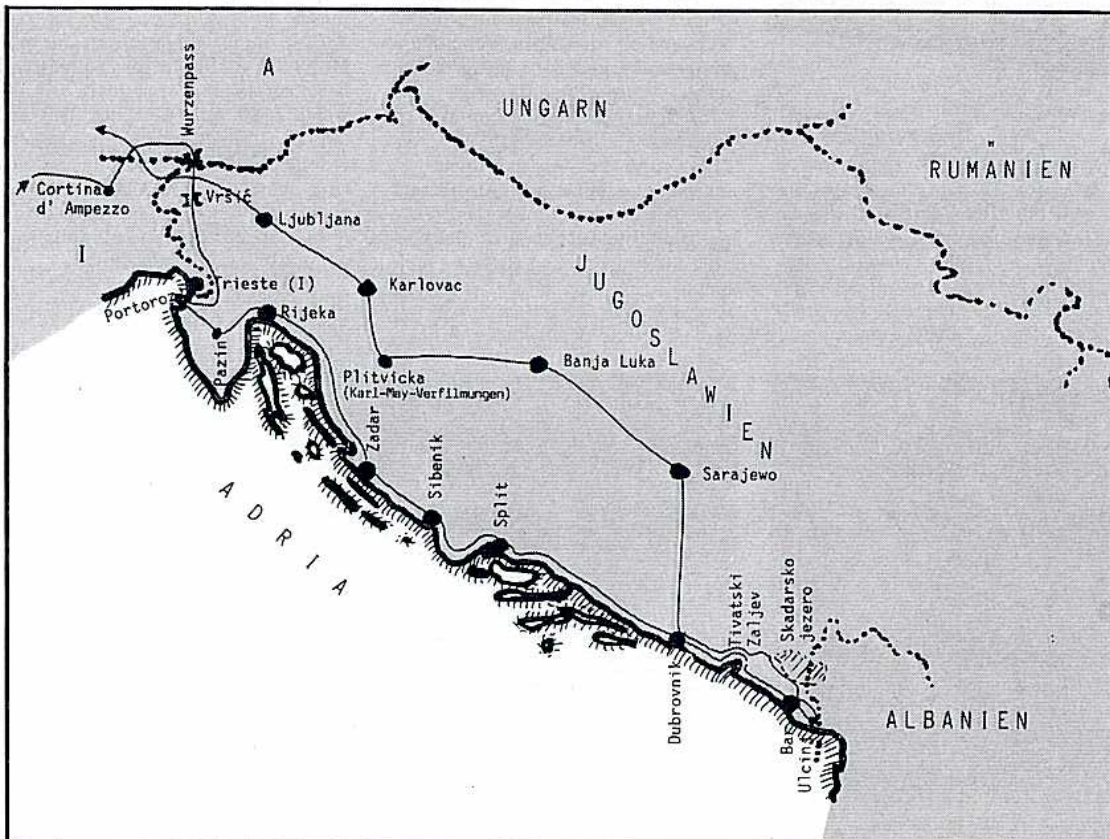 A
UNGARN
RUMÄNIEN
Wurzenpass
Cortina
d' Ampezzo
Vršić
Ljubljana
I
Trieste (I)
Karlovac
Portoroz
Rijeka
Pazin
JUGOSLAWIEN
Plitvicka
(Karl-May-Verfilmungen)
Banja Luka
Zadar
Sibenik
Split
Sarajewo
ADRIA
Dubrovnik
Tivatski
Zaljev
Skadarsko
jezero
Bar
Ulcinj
ALBANIEN